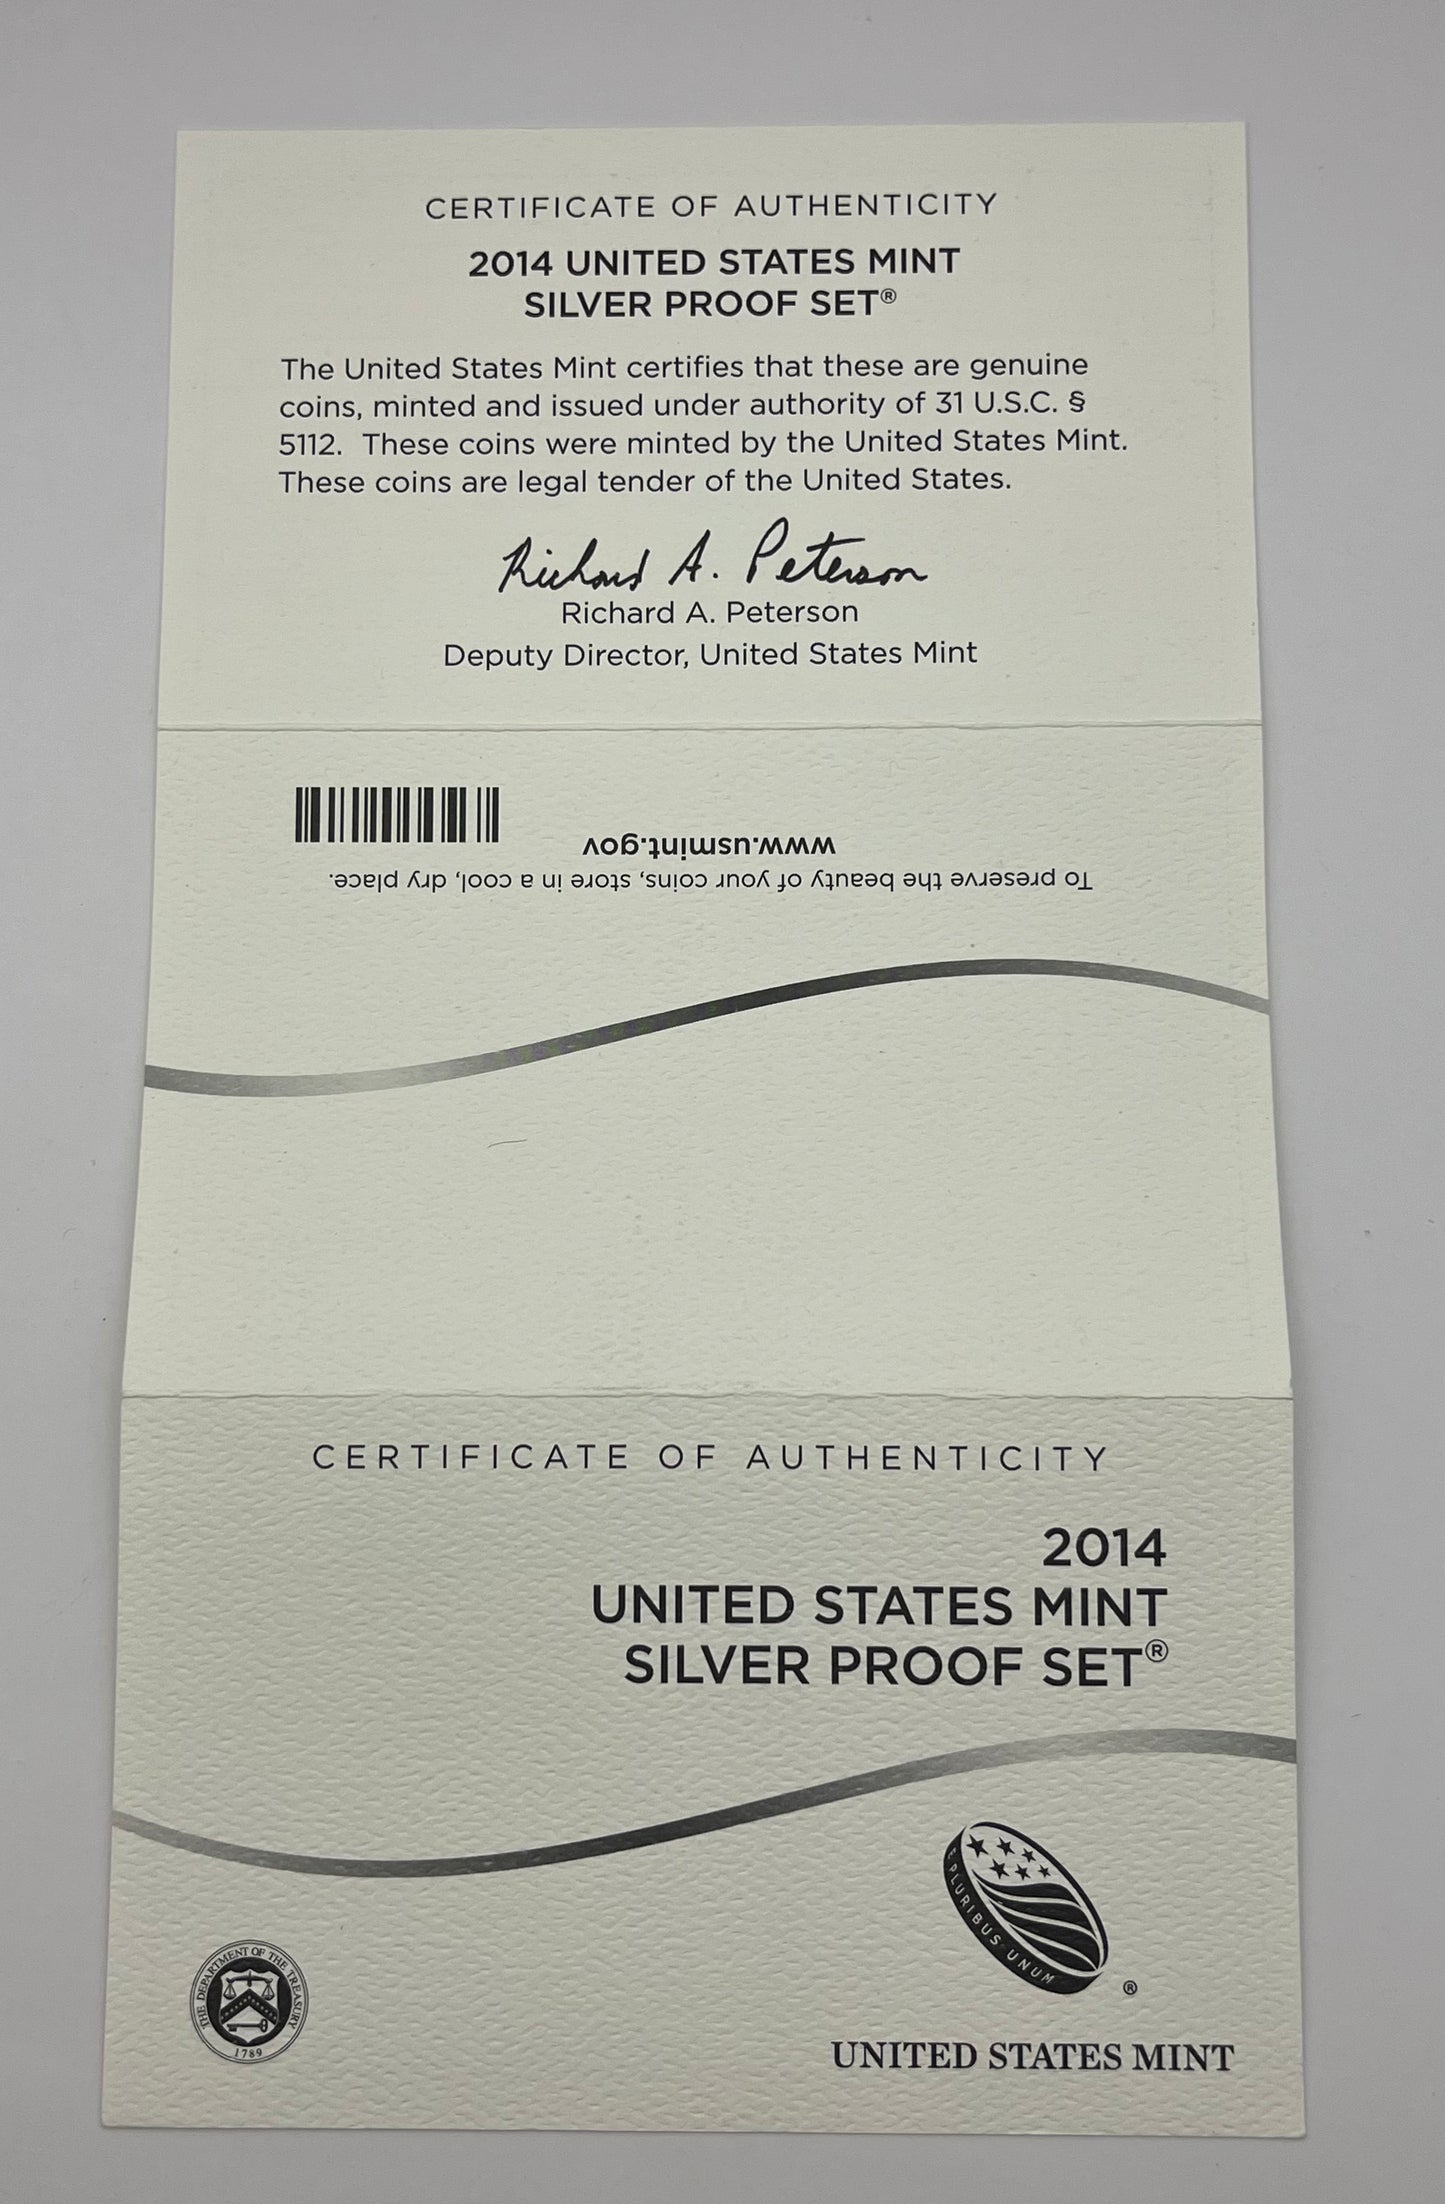 CERTIFICATE OF AUTHENTICITY
2014 UNITED STATES MINT
SILVER PROOF SET®
The United States Mint certifies that these are genuine
coins, minted and issued under authority of 31 U.S.C. §
5112.  These coins were minted by the United States Mint.
These coins are legal tender of the United States.
Richard A. Peterson
Richard A. Peterson
Deputy Director, United States Mint
To preserve the beauty of your coins, store in a cool, dry place.
www.usmint.gov
CERTIFICATE OF AUTHENTICITY
2014
UNITED STATES MINT
SILVER PROOF SET®
E PLURIBUS UNUM
®
THE DEPARTMENT OF THE TREASURY
1789
UNITED STATES MINT